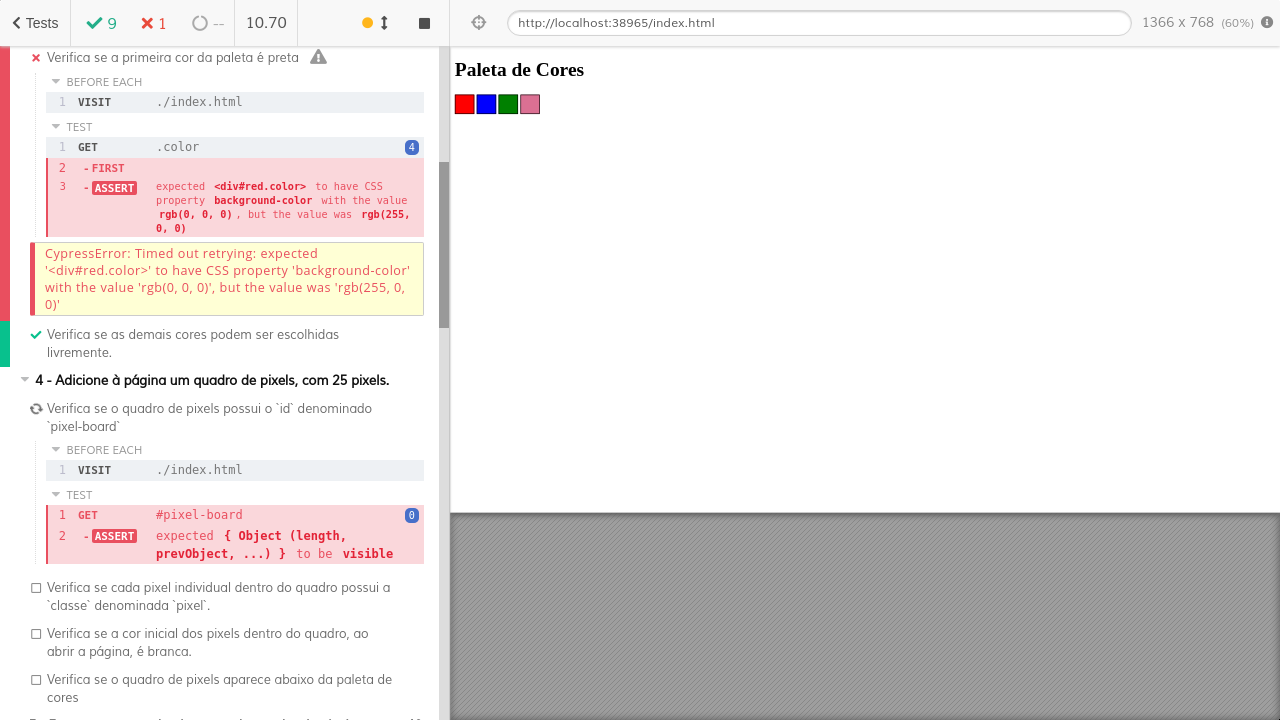 Tests
9
1
--
10.70
http://localhost:38965/index.html
1366 x 768 (60%)
Verifica se a primeira cor da paleta é preta
BEFORE EACH
1 VISIT ./index.html
TEST
1 GET .color 4
2 - FIRST
3 - ASSERT expected <div#red.color> to have CSS
property background-color with the value
rgb(0, 0, 0), but the value was rgb(255,
0, 0)
CypressError: Timed out retrying: expected
'<div#red.color>' to have CSS property 'background-color'
with the value 'rgb(0, 0, 0)', but the value was 'rgb(255, 0,
0)'
Verifica se as demais cores podem ser escolhidas
livremente.
4 - Adicione à página um quadro de pixels, com 25 pixels.
Verifica se o quadro de pixels possui o `id` denominado
`pixel-board`
BEFORE EACH
1 VISIT ./index.html
TEST
1 GET #pixel-board 0
2 - ASSERT expected { Object (length,
prevObject, ...) } to be visible
Verifica se cada pixel individual dentro do quadro possui a
`classe` denominada `pixel`.
Verifica se a cor inicial dos pixels dentro do quadro, ao
abrir a página, é branca.
Verifica se o quadro de pixels aparece abaixo da paleta de
cores
Paleta de Cores